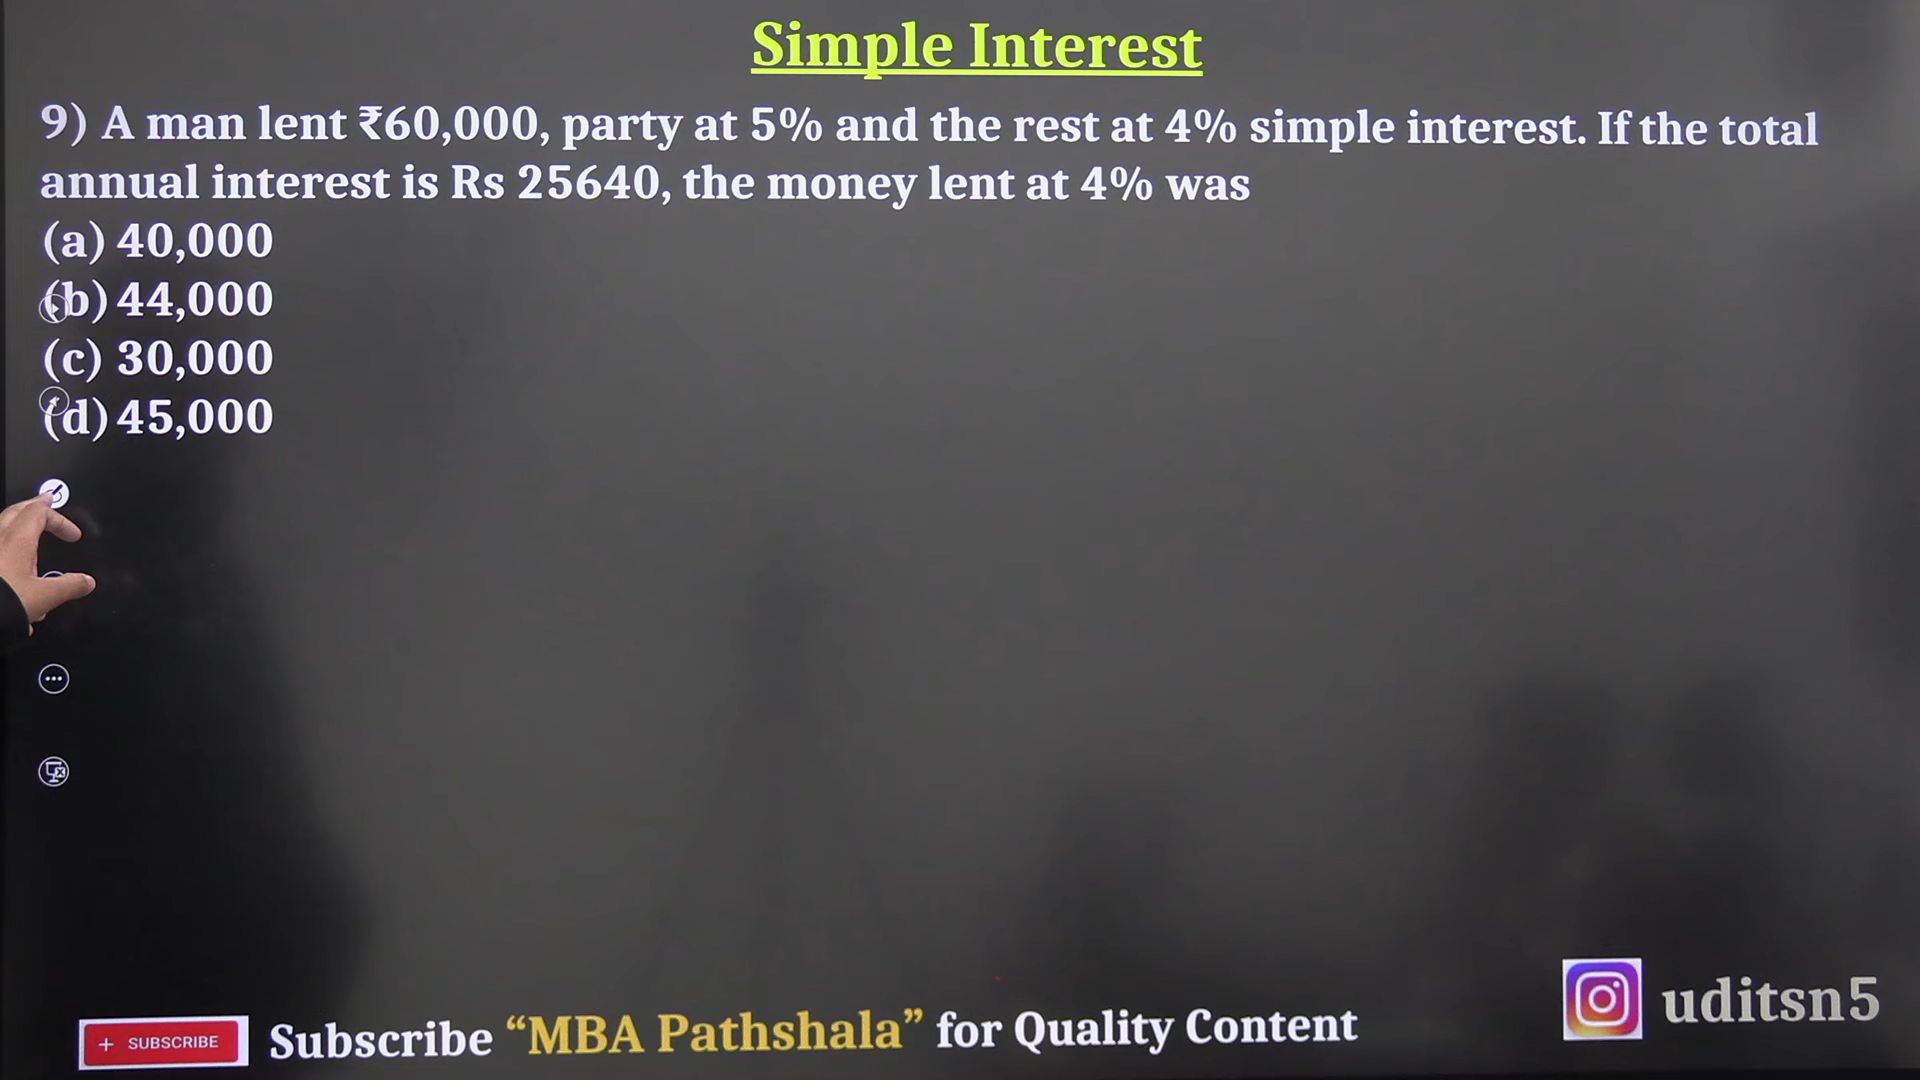 Simple Interest
9) A man lent ₹60,000, party at 5% and the rest at 4% simple interest. If the total
annual interest is Rs 25640, the money lent at 4% was
(a) 40,000
(b) 44,000
(c) 30,000
(d) 45,000
+ SUBSCRIBE
Subscribe “MBA Pathshala” for Quality Content
uditsn5